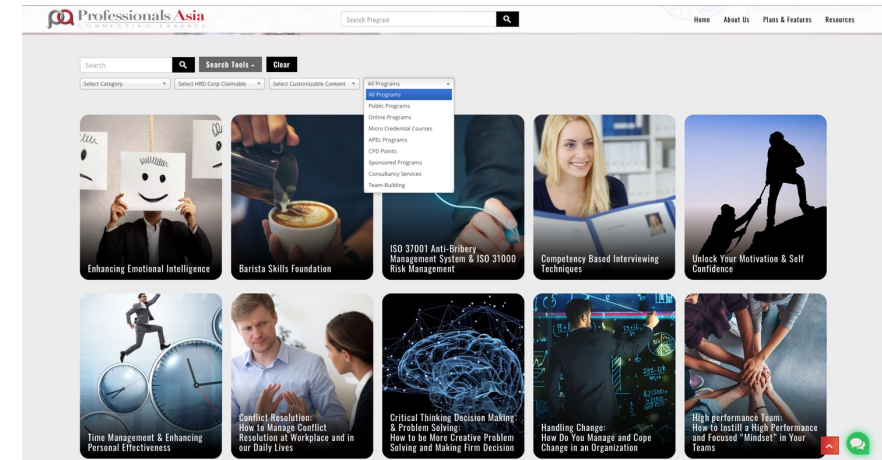 Professionals Asia
CONNECTING EXPERTS
Search Program
Home About Us Plans & Features Resources
Search
Search Tools
Clear
Select Category
Select HRD Corp Claimable
Select Customizable Content
All Programs
All Programs
Public Programs
Online Programs
Micro Credential Courses
APEL Programs
CPD Points
Sponsored Programs
Consultancy Services
Team-Building
Enhancing Emotional Intelligence
Barista Skills Foundation
ISO 37001 Anti-Bribery
Management System & ISO 31000
Risk Management
Competency Based Interviewing
Techniques
Unlock Your Motivation & Self
Confidence
Time Management & Enhancing
Personal Effectiveness
Conflict Resolution:
How to Manage Conflict
Resolution at Workplace and in
our Daily Lives
Critical Thinking Decision Making
& Problem Solving:
How to be More Creative Problem
Solving and Making Firm Decision
Handling Change:
How Do You Manage and Cope
Change in an Organization
High performance Team:
How to Instill a High Performance
and Focused "Mindset" in Your
Teams